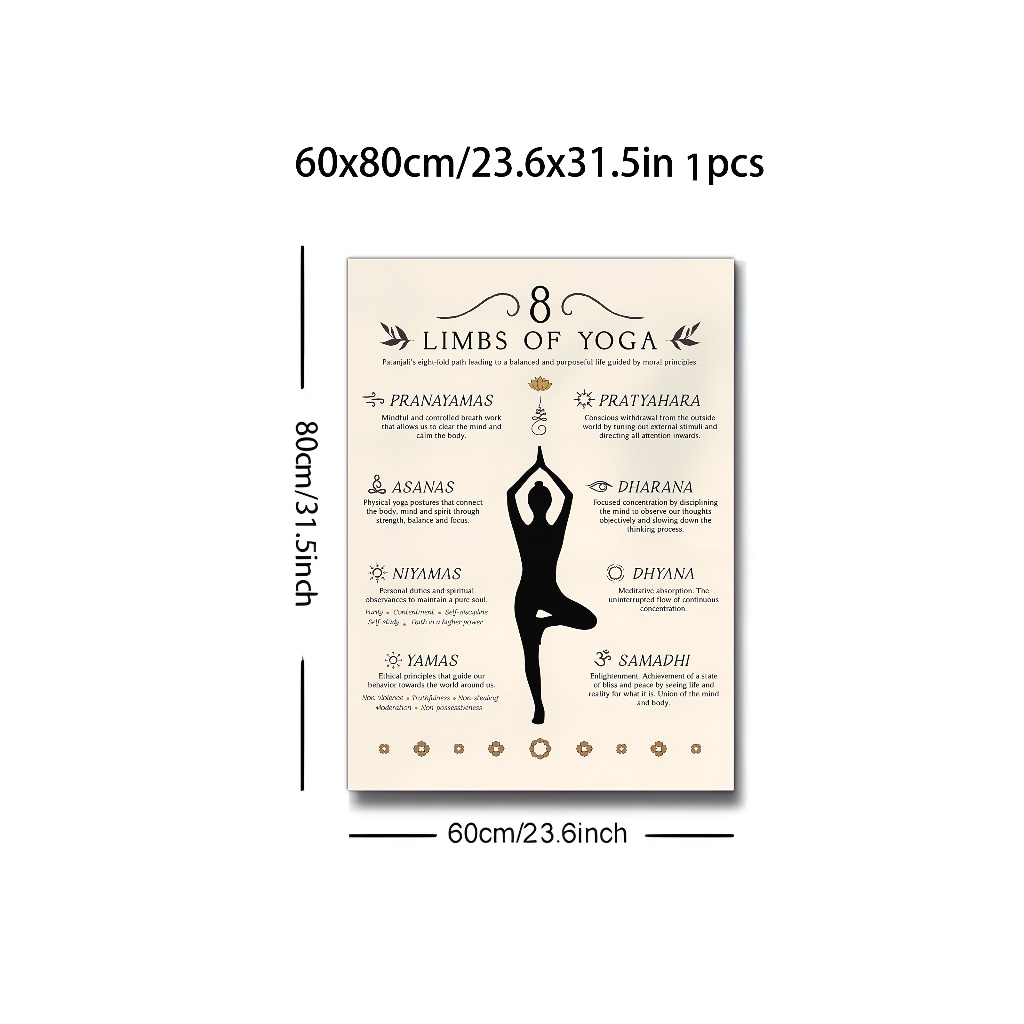 60x80cm/23.6x31.5in 1pcs
80cm/31.5inch
8
LIMBS OF YOGA
Patanjali's eight-fold path leading to a balanced and purposeful life guided by moral principles.
PRANAYAMAS
Mindful and controlled breath work
that allows us to clear the mind and
calm the body.
PRATYAHARA
Conscious withdrawal from the outside
world by tuning out external stimuli and
directing all attention inwards.
ASANAS
Physical yoga postures that connect
the body, mind and spirit through
strength, balance and focus.
DHARANA
Focused concentration by disciplining
the mind to observe our thoughts
objectively and slowing down the
thinking process.
NIYAMAS
Personal duties and spiritual
observances to maintain a pure soul.
Purity • Contentment • Self-discipline
Self-study • Faith in a higher power
DHYANA
Meditative absorption. The
uninterrupted flow of continuous
concentration.
YAMAS
Ethical principles that guide our
behavior towards the world around us.
Non violence • Truthfulness • Non-stealing
Moderation • Non possessiveness
ॐ SAMADHI
Enlightenment. Achievement of a state
of bliss and peace by seeing life and
reality for what it is. Union of the mind
and body.
60cm/23.6inch